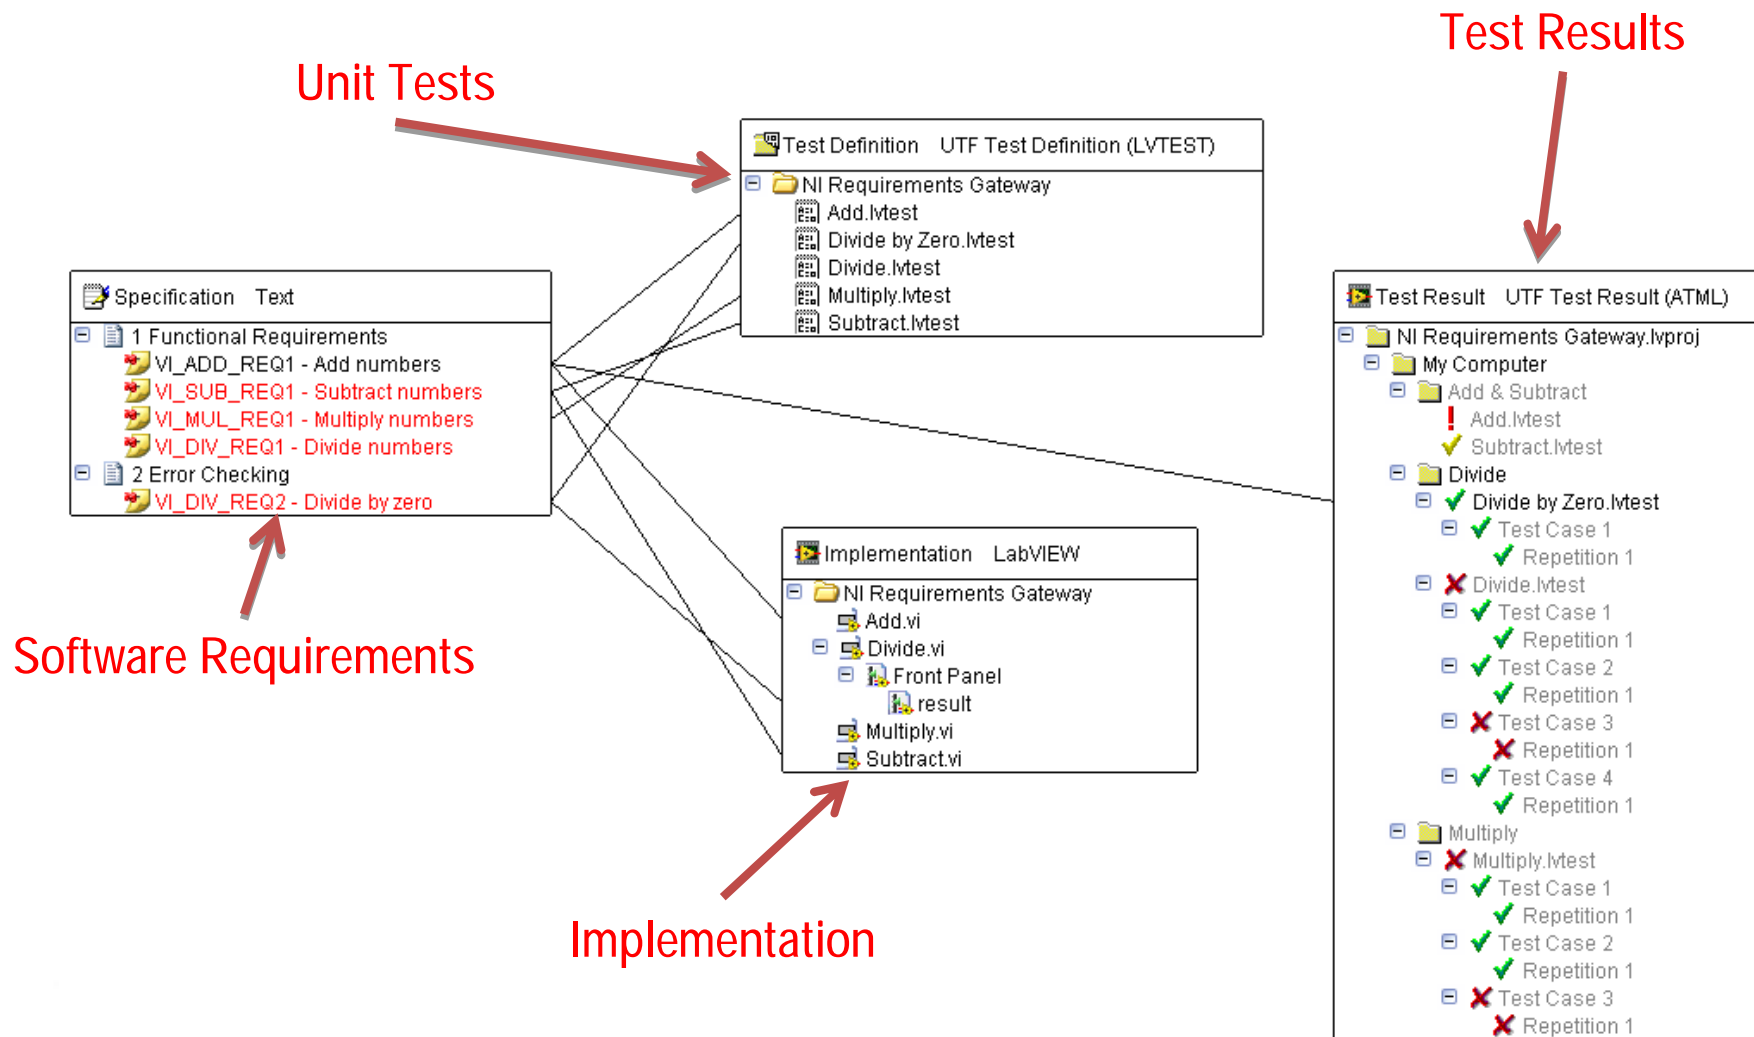 Test Results
Unit Tests
Test Definition UTF Test Definition (LVTEST)
NI Requirements Gateway
Add.lvtest
Divide by Zero.lvtest
Divide.lvtest
Multiply.lvtest
Subtract.lvtest
Specification Text
1 Functional Requirements
VI_ADD_REQ1 - Add numbers
VI_SUB_REQ1 - Subtract numbers
VI_MUL_REQ1 - Multiply numbers
VI_DIV_REQ1 - Divide numbers
2 Error Checking
VI_DIV_REQ2 - Divide by zero
Software Requirements
Implementation LabVIEW
NI Requirements Gateway
Add.vi
Divide.vi
Front Panel
result
Multiply.vi
Subtract.vi
Implementation
Test Result UTF Test Result (ATML)
NI Requirements Gateway.lvproj
My Computer
Add & Subtract
Add.lvtest
Subtract.lvtest
Divide
Divide by Zero.lvtest
Test Case 1
Repetition 1
Divide.lvtest
Test Case 1
Repetition 1
Test Case 2
Repetition 1
Test Case 3
Repetition 1
Test Case 4
Repetition 1
Multiply
Multiply.lvtest
Test Case 1
Repetition 1
Test Case 2
Repetition 1
Test Case 3
Repetition 1